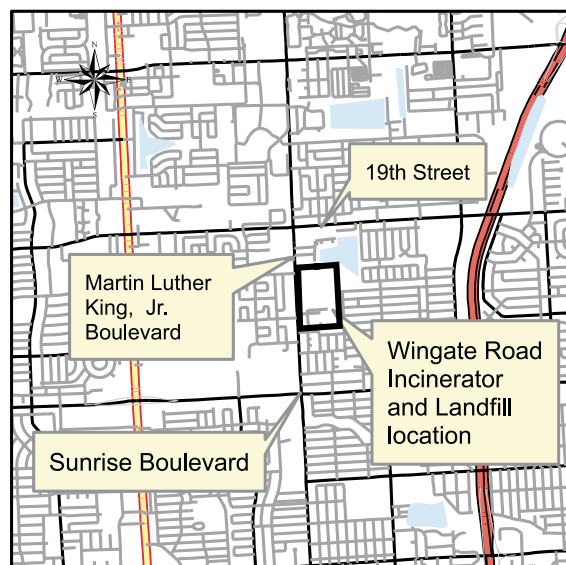 N
W
E
S
19th Street
Martin Luther
King, Jr.
Boulevard
Wingate Road
Incinerator
and Landfill
location
Sunrise Boulevard